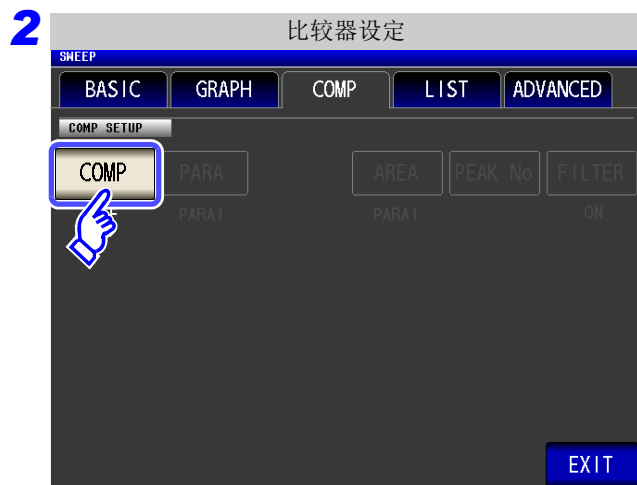 2
比较器设定
SWEEP
BASIC GRAPH COMP LIST ADVANCED
COMP SETUP
COMP PARA AREA PEAK No FILTER
PARA1 PARA1 ON
EXIT